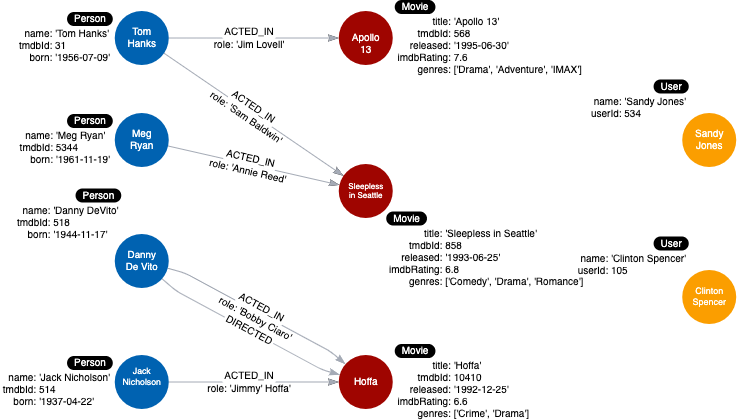 Person
name: 'Tom Hanks'
tmdbId: 31
born: '1956-07-09'
Tom
Hanks
ACTED_IN
role: 'Jim Lovell'
Apollo
13
Movie
title: 'Apollo 13'
tmdbId: 568
released: '1995-06-30'
imdbRating: 7.6
genres: ['Drama', 'Adventure', 'IMAX']
ACTED_IN
role: 'Sam Baldwin'
User
name: 'Sandy Jones'
userId: 534
Sandy
Jones
Person
name: 'Meg Ryan'
tmdbId: 5344
born: '1961-11-19'
Meg
Ryan
ACTED_IN
role: 'Annie Reed'
Sleepless
in Seattle
Movie
title: 'Sleepless in Seattle'
tmdbId: 858
released: '1993-06-25'
imdbRating: 6.8
genres: ['Comedy', 'Drama', 'Romance']
Person
name: 'Danny DeVito'
tmdbId: 518
born: '1944-11-17'
Danny
De Vito
ACTED_IN
role: 'Bobby Ciaro'
DIRECTED
User
name: 'Clinton Spencer'
userId: 105
Clinton
Spencer
Person
name: 'Jack Nicholson'
tmdbId: 514
born: '1937-04-22'
Jack
Nicholson
ACTED_IN
role: 'Jimmy' Hoffa'
Hoffa
Movie
title: 'Hoffa'
tmdbId: 10410
released: '1992-12-25'
imdbRating: 6.6
genres: ['Crime', 'Drama']